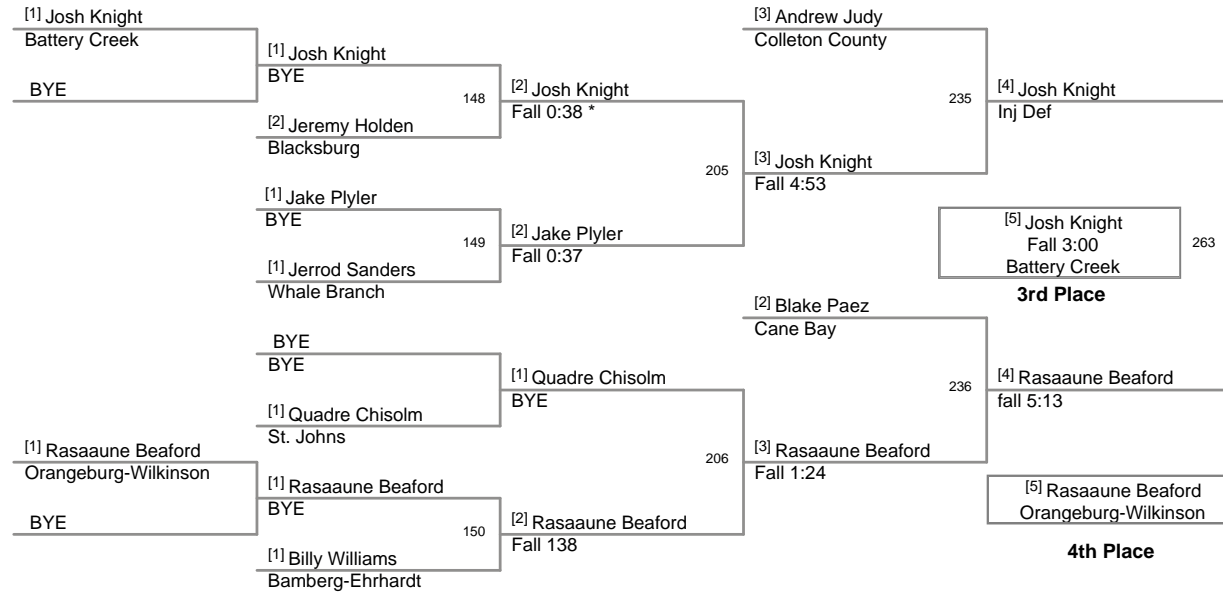 [1] Josh Knight
Battery Creek
BYE
[1] Josh Knight
BYE
148
[2] Jeremy Holden
Blacksburg
[1] Jake Plyler
BYE
149
[1] Jerrod Sanders
Whale Branch
BYE
BYE
[1] Quadre Chisolm
St. Johns
[1] Rasaaune Beaford
Orangeburg-Wilkinson
BYE
[1] Rasaaune Beaford
BYE
150
[1] Billy Williams
Bamberg-Ehrhardt
[2] Josh Knight
Fall 0:38 *
205
[2] Jake Plyler
Fall 0:37
[1] Quadre Chisolm
BYE
206
[2] Rasaaune Beaford
Fall 138
[3] Andrew Judy
Colleton County
235
[3] Josh Knight
Fall 4:53
[2] Blake Paez
Cane Bay
236
[3] Rasaaune Beaford
Fall 1:24
[4] Josh Knight
Inj Def
[5] Josh Knight
Fall 3:00
Battery Creek
263
3rd Place
[4] Rasaaune Beaford
fall 5:13
[5] Rasaaune Beaford
Orangeburg-Wilkinson
4th Place